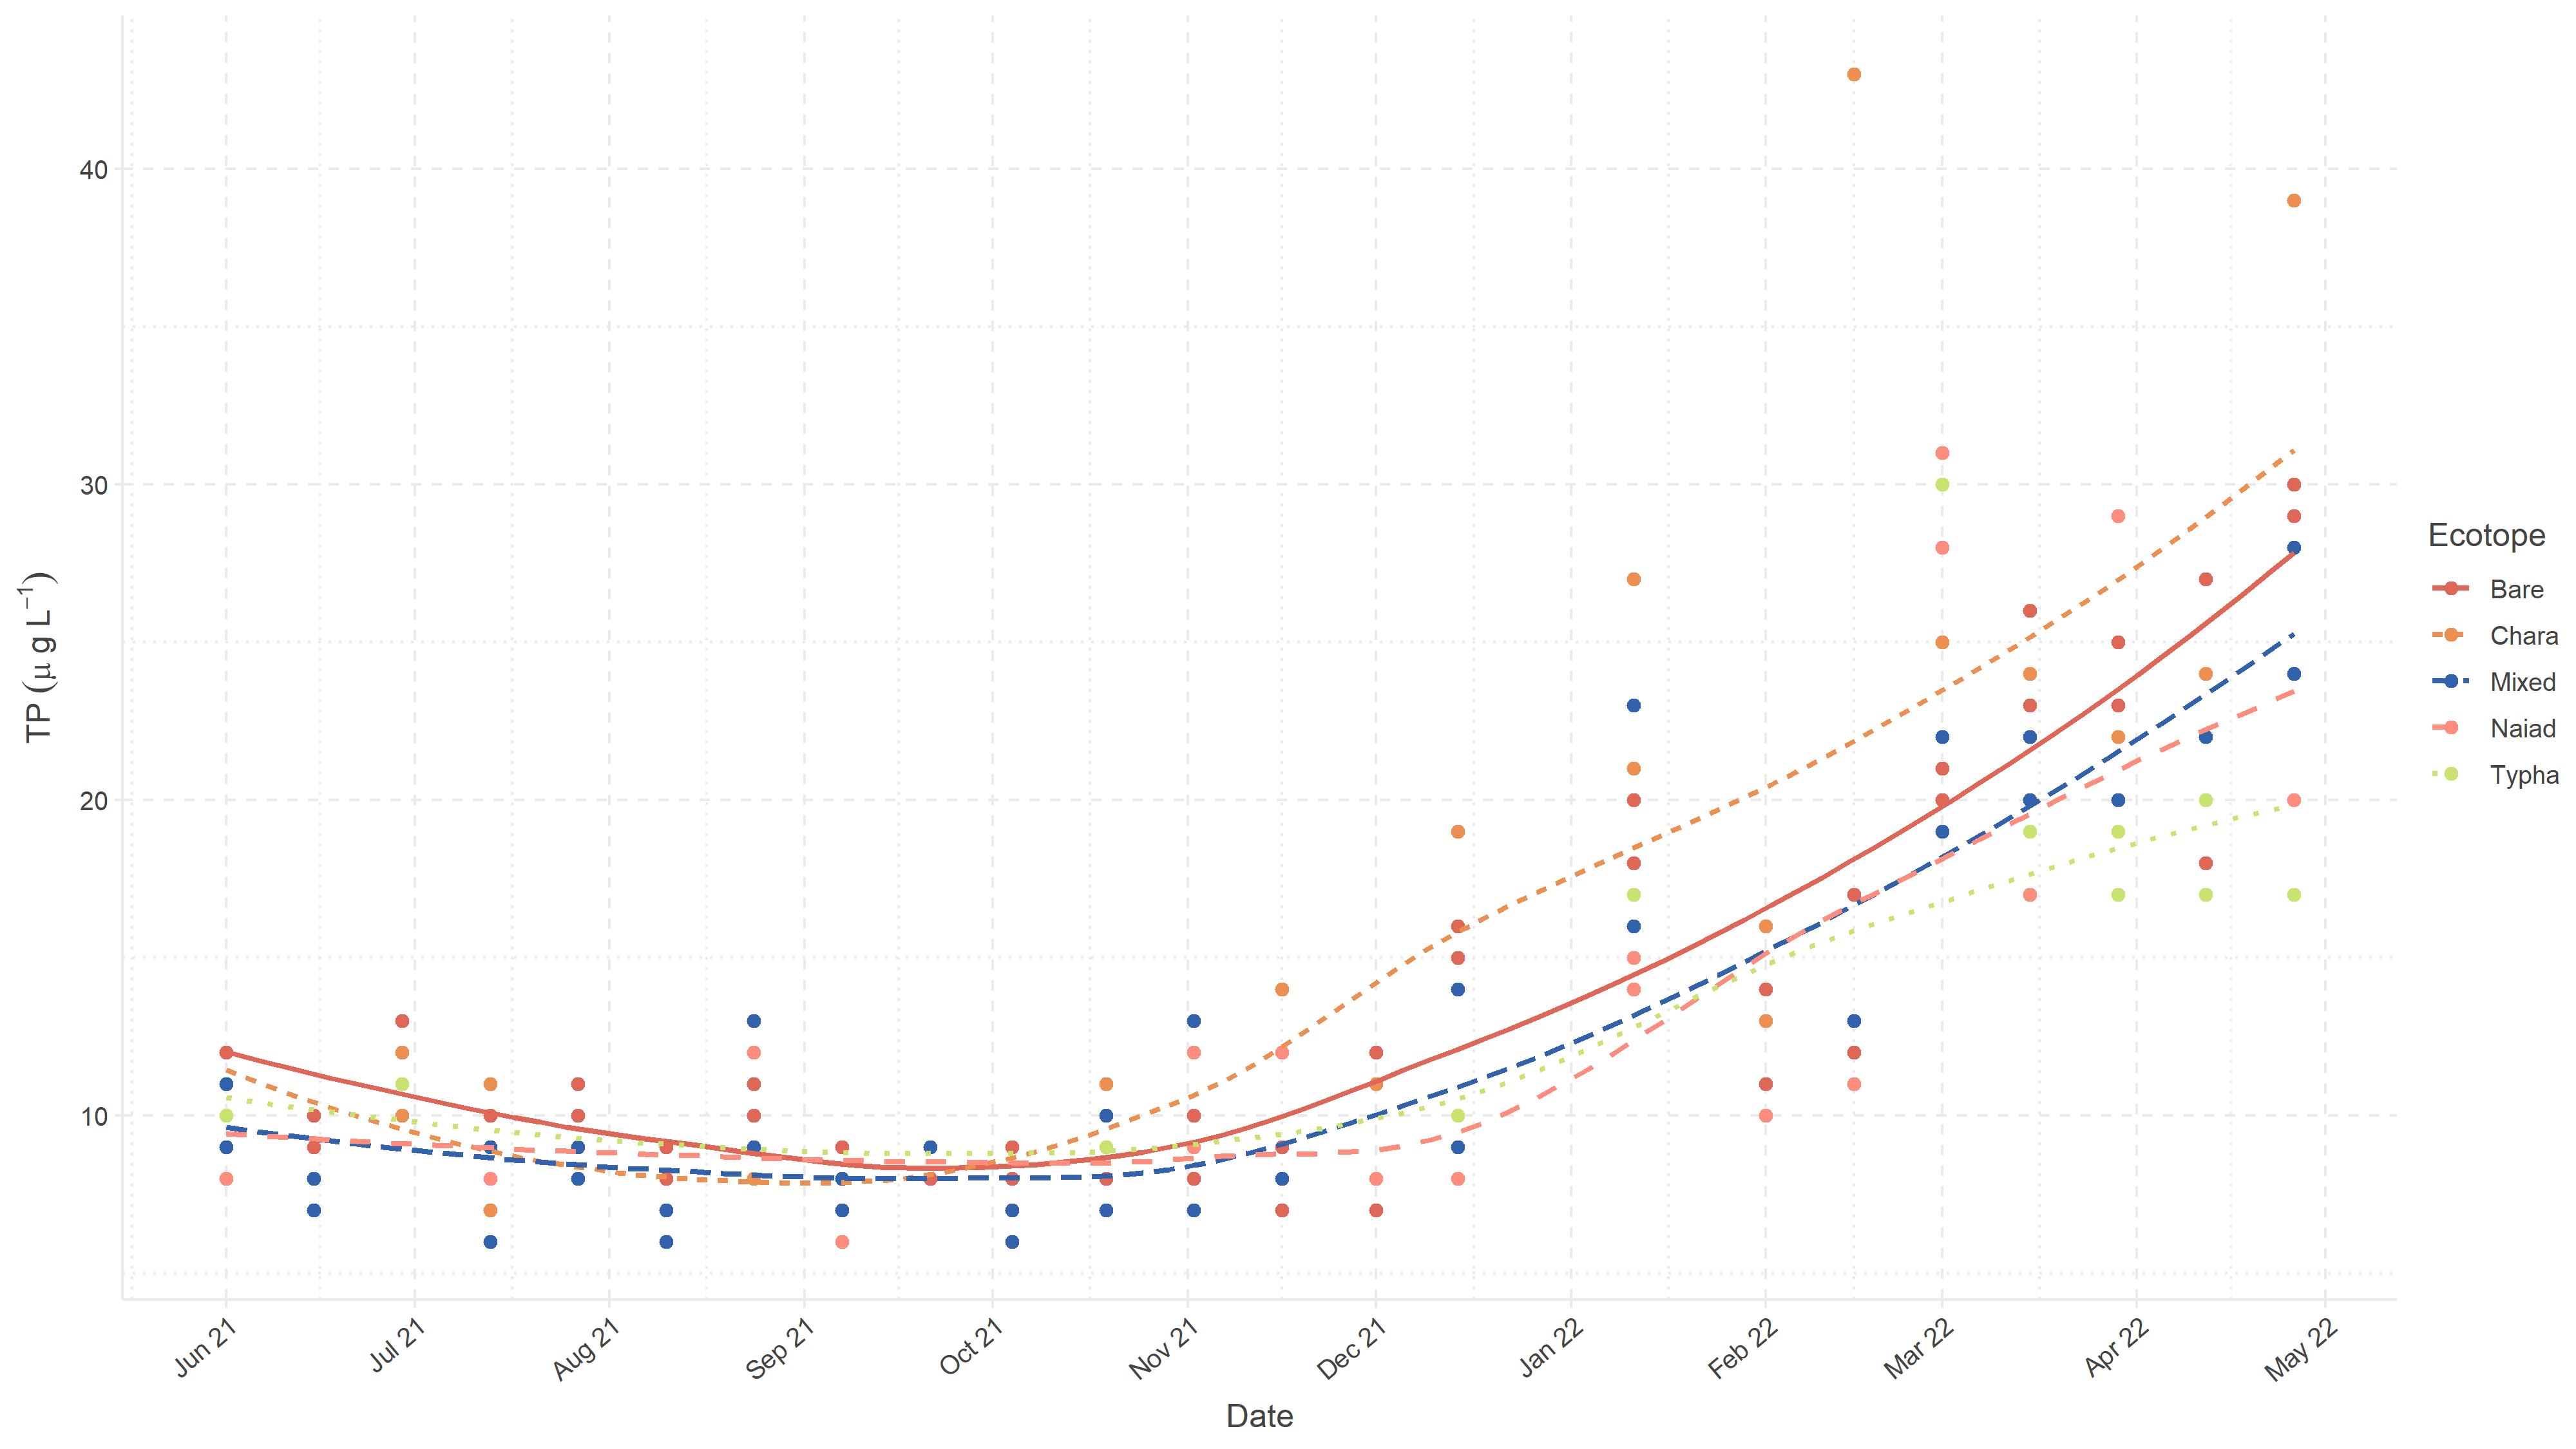 40
30
20
10
TP (μ g L⁻¹)
Jun 21
Jul 21
Aug 21
Sep 21
Oct 21
Nov 21
Dec 21
Jan 22
Feb 22
Mar 22
Apr 22
May 22
Date
Ecotope
Bare
Chara
Mixed
Naiad
Typha